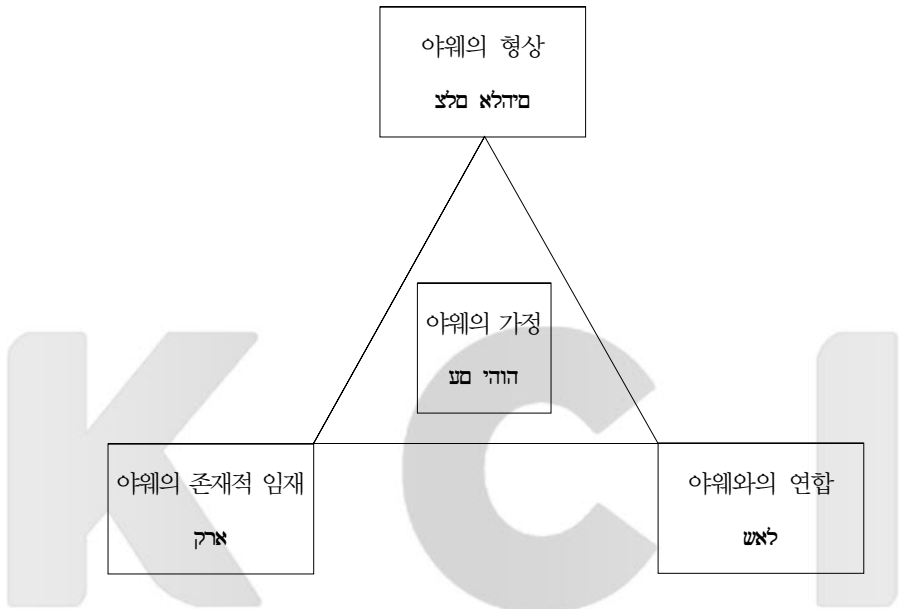 야웨의 형상
םיהלא םלצ
야웨의 가정
הוהי םע
야웨의 존재적 임재
ארק
야웨와의 연합
לאש
KCI